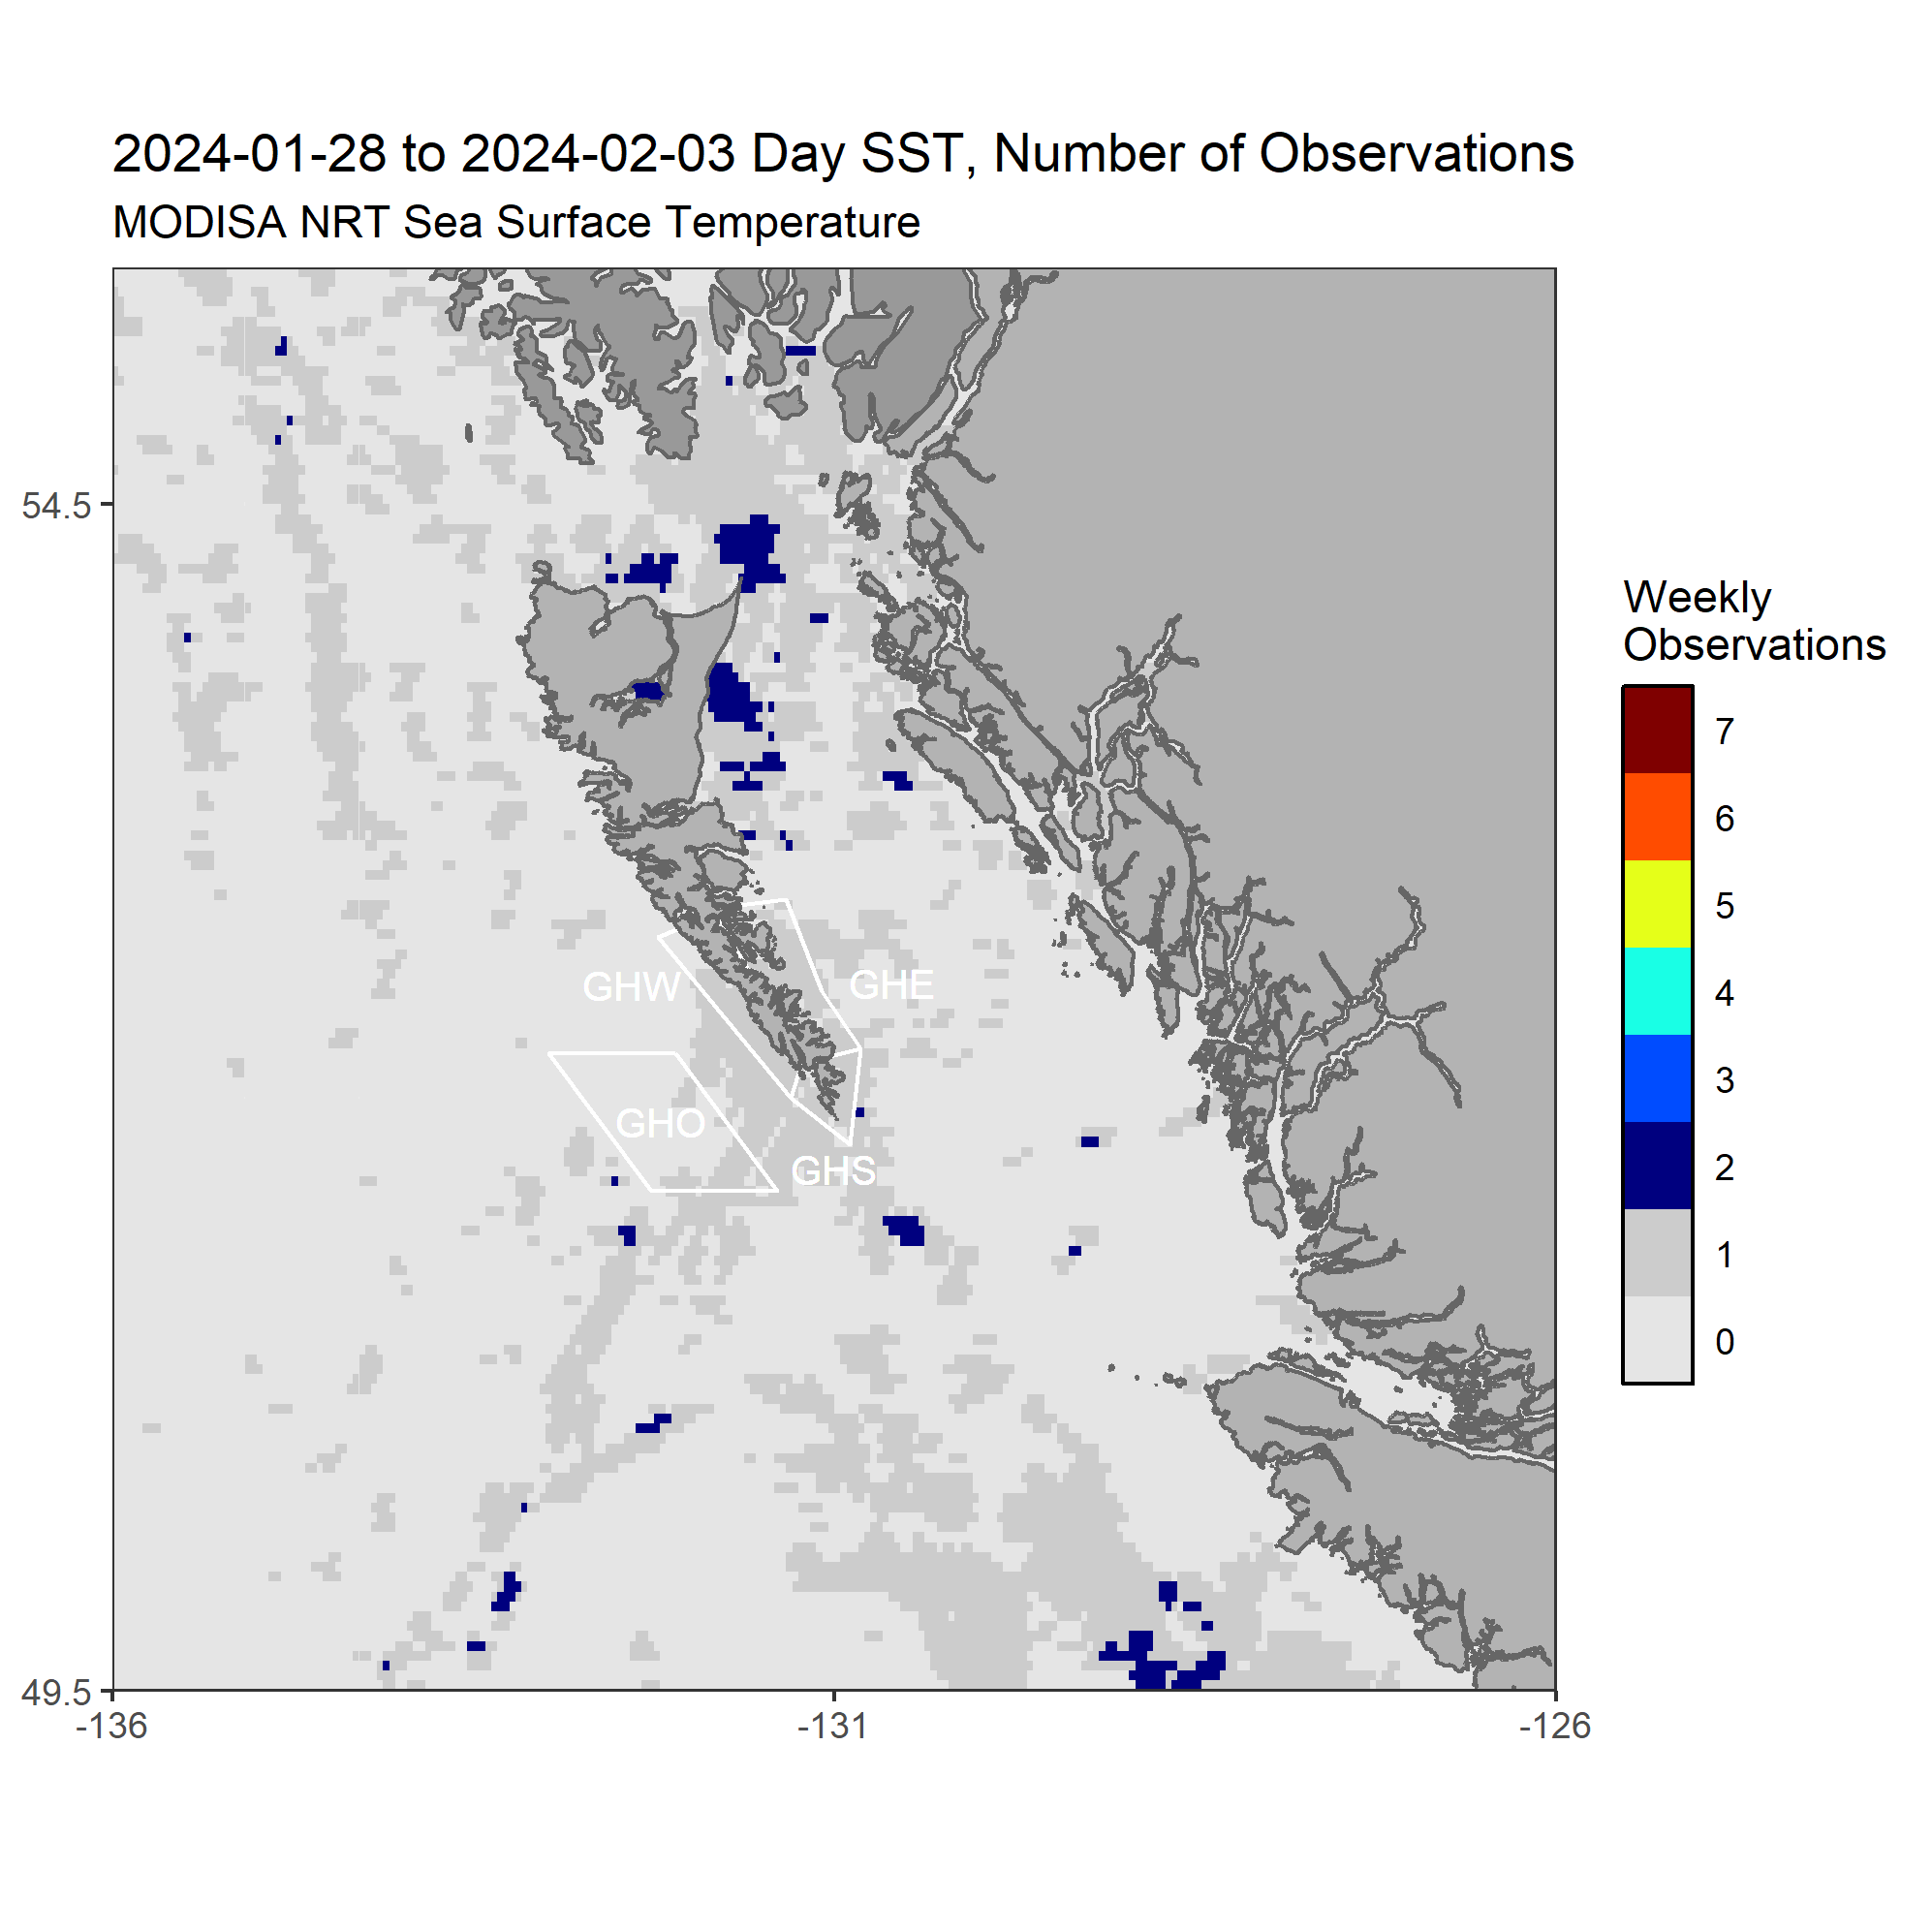 2024-01-28 to 2024-02-03 Day SST, Number of Observations
MODISA NRT Sea Surface Temperature
54.5
49.5
-136
-131
-126
GHW
GHE
GHO
GHS
Weekly
Observations
7
6
5
4
3
2
1
0